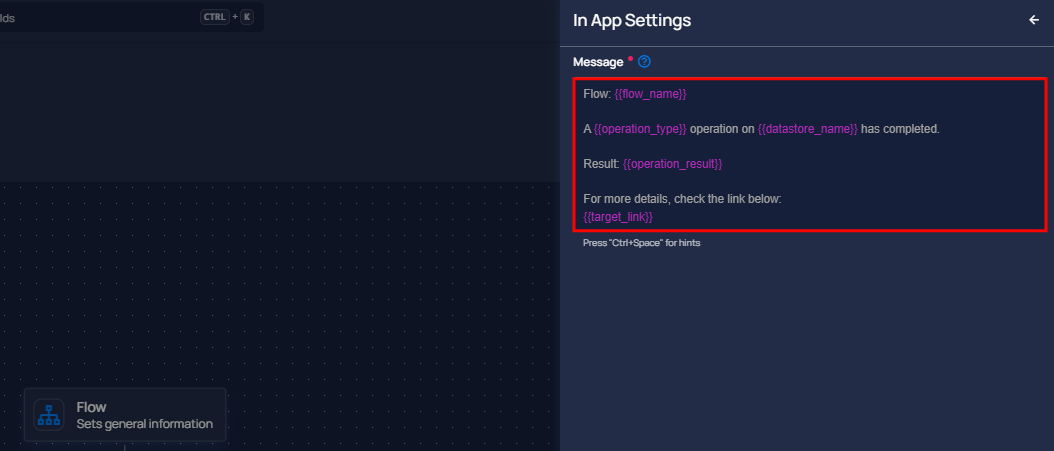 lds
CTRL + K
In App Settings
Message
Flow: {{flow_name}}
A {{operation_type}} operation on {{datastore_name}} has completed.
Result: {{operation_result}}
For more details, check the link below:
{{target_link}}
Press "Ctrl+Space" for hints
Flow
Sets general information